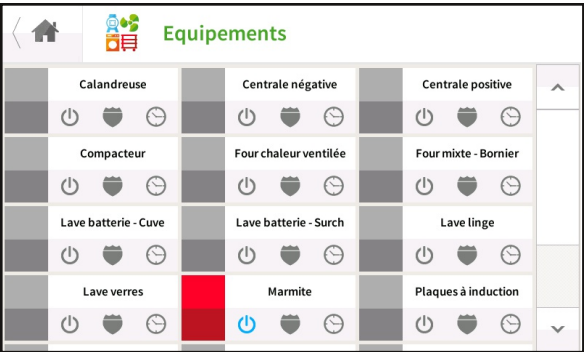 Equipements
Calandreuse
Centrale négative
Centrale positive
Compacteur
Four chaleur ventilée
Four mixte - Bornier
Lave batterie - Cuve
Lave batterie - Surch
Lave linge
Lave verres
Marmite
Plaques à induction